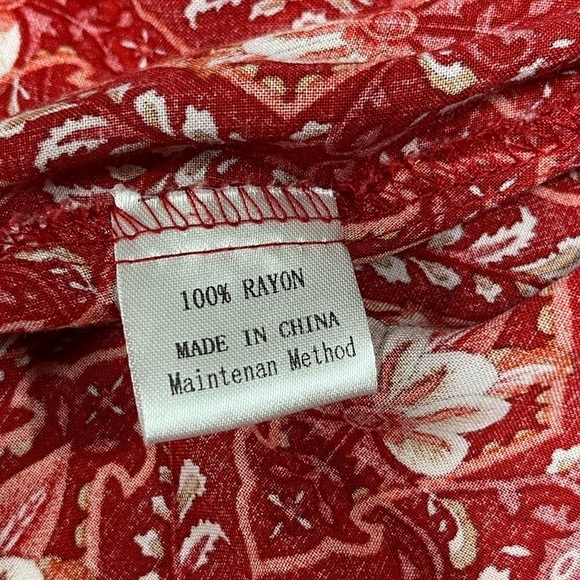 100% RAYON
MADE IN CHINA
Maintenan Method